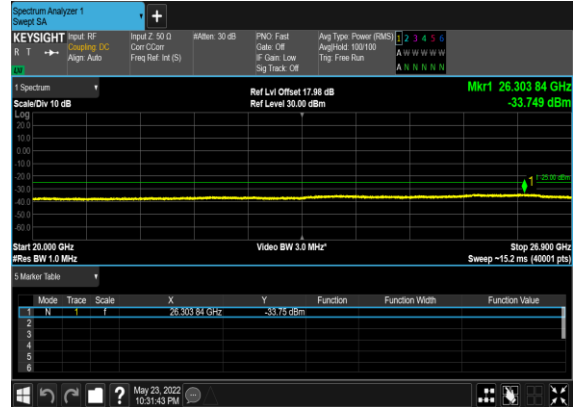 Spectrum Analyzer 1
Swept SA
+
KEYSIGHT Input: RF Input Z: 50 Ω #Atten: 30 dB PNO: Fast Avg Type: Power (RMS) 1 2 3 4 5 6
R T Coupling: DC Corr CCorr Gate: Off Avg|Hold: 100/100 A W W W W W
Align: Auto Freq Ref: Int (S) IF Gain: Low Trig: Free Run
Sig Track: Off A N N N N N
LXI
1 Spectrum Ref Lvl Offset 17.98 dB Mkr1 26.303 84 GHz
Scale/Div 10 dB Ref Level 30.00 dBm -33.749 dBm
Log
20.0
10.0
0.00
-10.0
-20.0
-25.00 dBm
1
-30.0
-40.0
-50.0
-60.0
Start 20.000 GHz Video BW 3.0 MHz* Stop 26.900 GHz
#Res BW 1.0 MHz Sweep ~15.2 ms (40001 pts)
5 Marker Table
Mode Trace Scale X Y Function Function Width Function Value
1 N 1 f 26.303 84 GHz -33.75 dBm
2
3
4
5
6
? May 23, 2022
10:31:43 PM